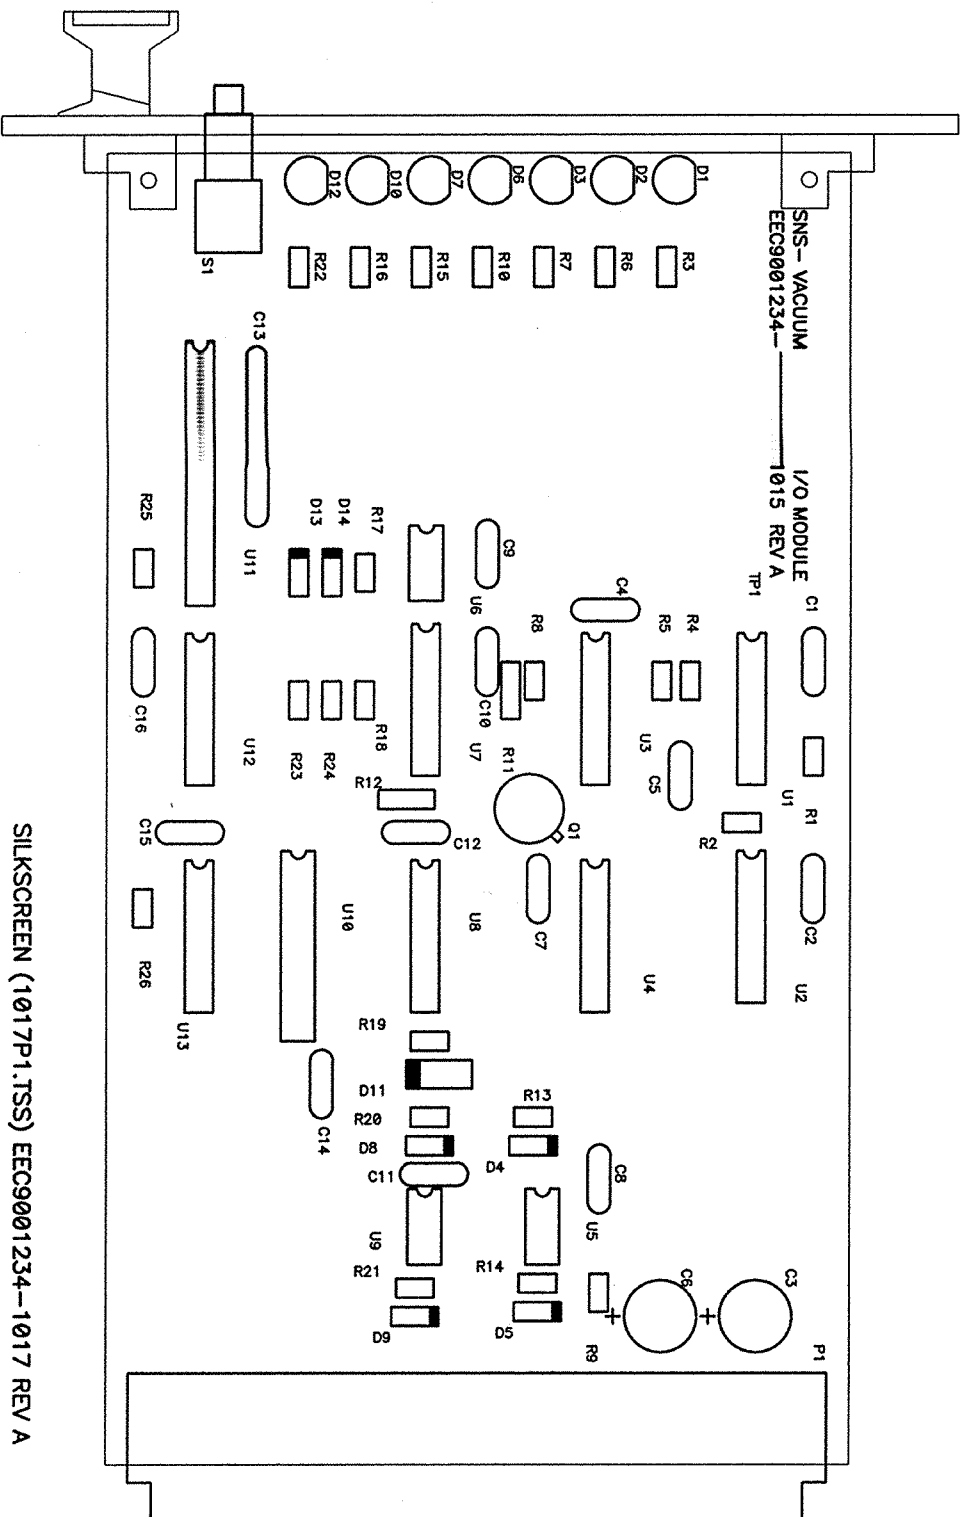 D12
D10
D7
D6
D3
D2
D1
S1
R22
R16
R15
R10
R7
R6
R3
SNS- VACUUM
EEC9001234-
I/O MODULE
1015 REV A
C13
R25
D13
D14
R17
C9
U11
U6
R8
C4
R5
R4
TP1
C1
C16
U12
R23
R24
R18
C10
U7
R11
U3
C5
U1
R1
R12
C15
C12
Q1
R2
R26
U10
U8
C7
U4
C2
U2
U13
R19
D11
C14
R20
R13
D8
D4
C11
C8
U9
U5
R21
R14
D9
D5
C6
C3
R9
P1
SILKSCREEN (1017P1.TSS) EEC9001234-1017 REV A